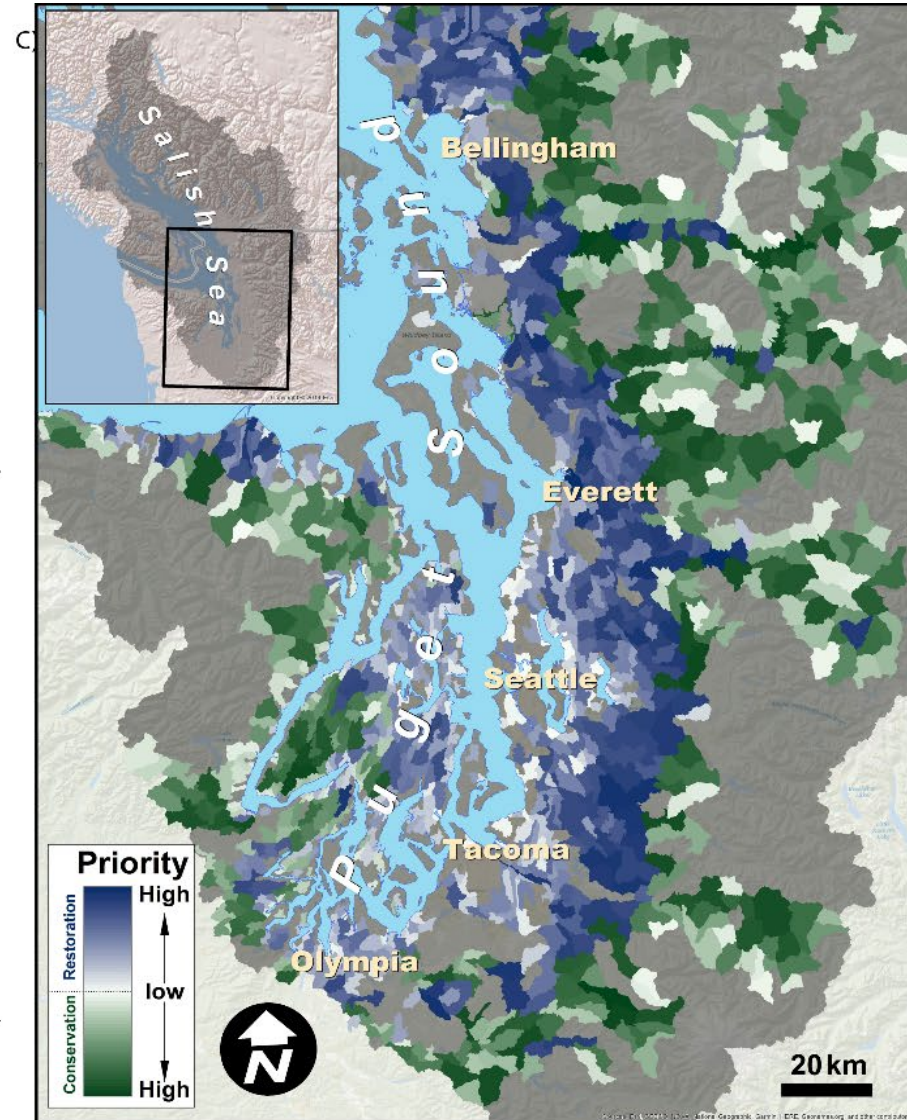 C)
Salish Sea
Bellingham
Puget Sound
Everett
Seattle
Tacoma
Olympia
Priority
Restoration
High
low
Conservation
High
N
20 km